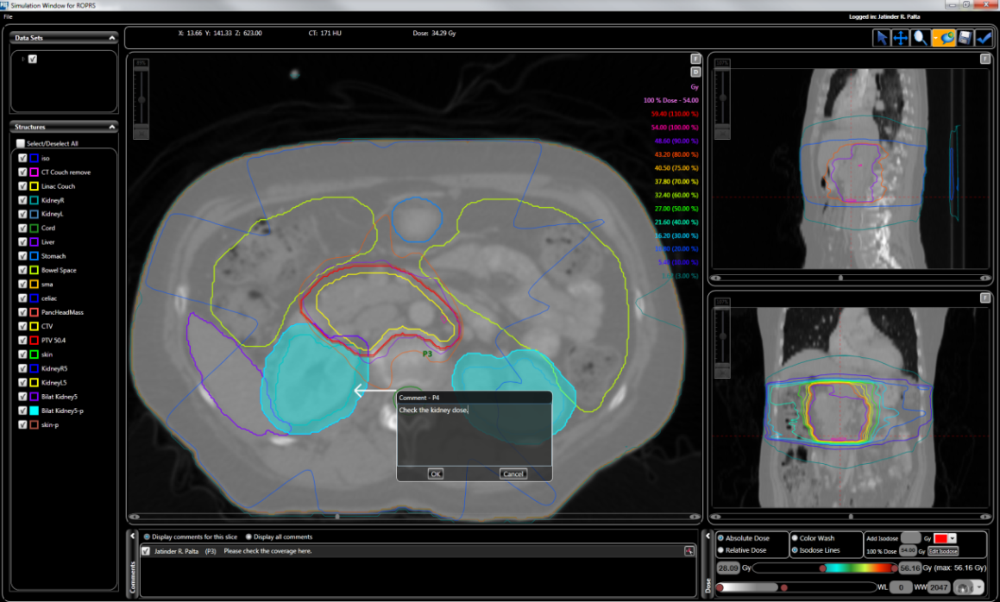 Simulation Window for ROPRS
File
Logged in: Jatinder R. Palta
Data Sets
X: 13.66 Y: 141.33 Z: 623.00
CT: 171 HU
Dose: 34.29 Gy
Structures
Select/Deselect All
iso
CT Couch remove
Linac Couch
KidneyR
KidneyL
Cord
Liver
Stomach
Bowel Space
sma
celiac
PancHeadMass
CTV
PTV 50.4
skin
KidneyR5
KidneyL5
Bilat Kidney5
Bilat Kidney5-p
skin-p
99%
F
D
Gy
100 % Dose - 54.00
59.40 (110.00 %)
54.00 (100.00 %)
48.60 (90.00 %)
43.20 (80.00 %)
40.50 (75.00 %)
37.80 (70.00 %)
32.40 (60.00 %)
27.00 (50.00 %)
21.60 (40.00 %)
16.20 (30.00 %)
10.80 (20.00 %)
P3
Comment - P4
Check the kidney dose.
OK
Cancel
F
F
Comments
Display comments for this slice
Display all comments
Jatinder R. Palta (P3) Please check the coverage here.
Dose
Absolute Dose
Relative Dose
Color Wash
Isodose Lines
Add Isodose
Gy
100 % Dose
54.00
Gy
Edit Isodose
28.09 Gy
56.16 Gy (max: 56.16 Gy)
WL 0 WW 2047